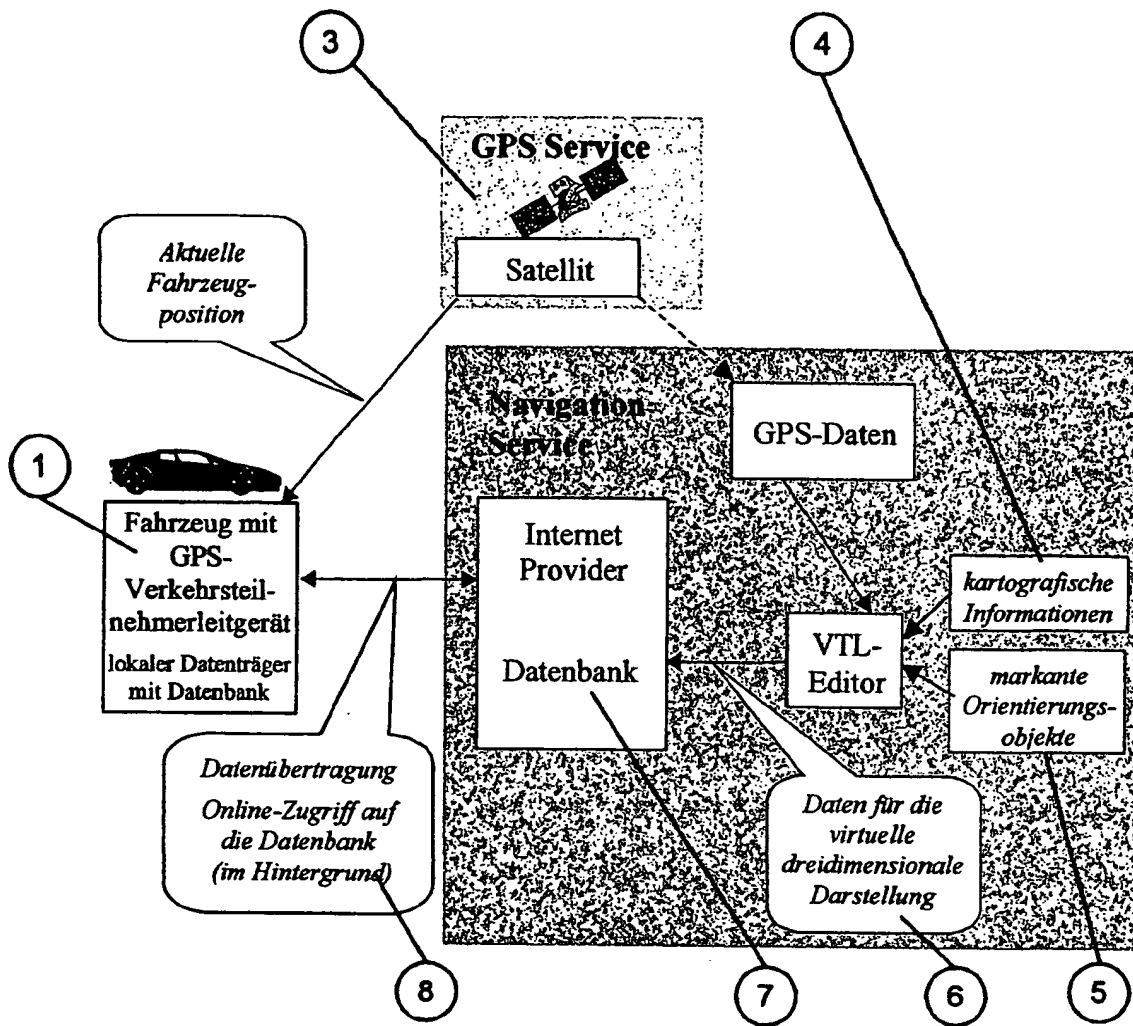 3
4
GPS Service
Satellit
Aktuelle
Fahrzeug-
position
Navigation
Service
GPS-Daten
1
Fahrzeug mit
GPS-
Verkehrsteil-
nehmerleitgerät
lokaler Datenträger
mit Datenbank
Internet
Provider
Datenbank
VTL-
Editor
kartografische
Informationen
markante
Orientierungs-
objekte
Datenübertragung
Online-Zugriff auf
die Datenbank
(im Hintergrund)
Daten für die
virtuelle
dreidimensionale
Darstellung
8
7
6
5